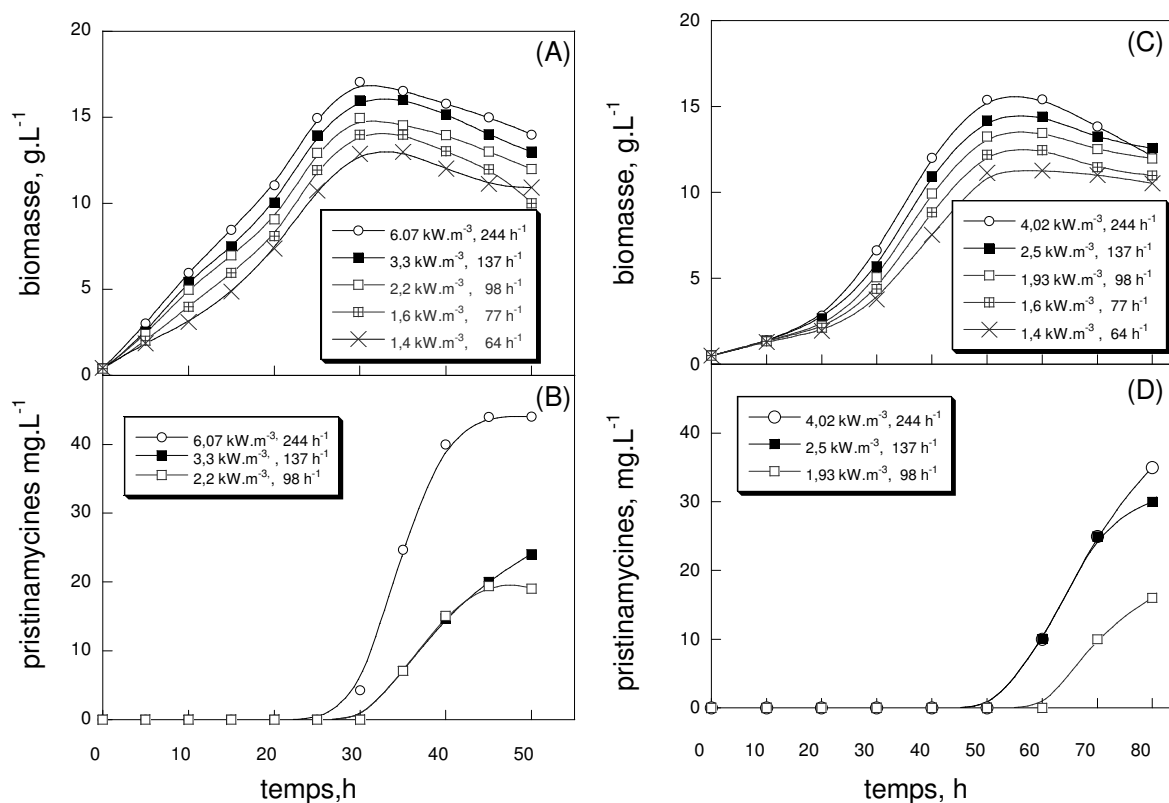 (A)
20
15
10
5
0
biomasse, g.L-1
6.07 kW.m-3, 244 h-1
3,3 kW.m-3, 137 h-1
2,2 kW.m-3, 98 h-1
1,6 kW.m-3, 77 h-1
1,4 kW.m-3, 64 h-1
(B)
40
30
20
10
0
pristinamycines mg.L-1
6,07 kW.m-3, 244 h-1
3,3 kW.m-3, , 137 h-1
2,2 kW.m-3, , 98 h-1
0 10 20 30 40 50
temps,h
(C)
20
15
10
5
0
biomasse, g.L-1
4,02 kW.m-3, 244 h-1
2,5 kW.m-3, 137 h-1
1,93 kW.m-3, 98 h-1
1,6 kW.m-3, 77 h-1
1,4 kW.m-3, 64 h-1
(D)
40
30
20
10
0
pristinamycines, mg.L-1
4,02 kW.m-3, 244 h-1
2,5 kW.m-3, 137 h-1
1,93 kW.m-3, 98 h-1
0 10 20 30 40 50 60 70 80
temps, h